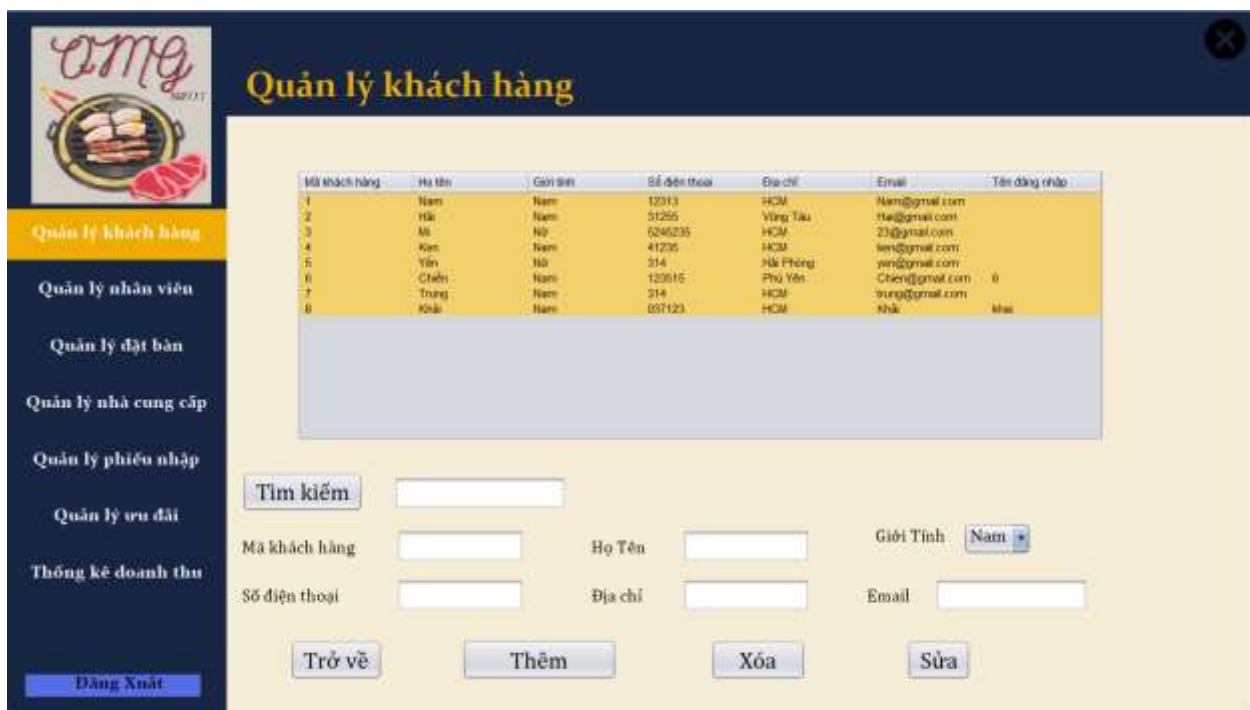 OMG
Quản lý khách hàng
Quản lý khách hàng
Quản lý nhân viên
Quản lý đặt bàn
Quản lý nhà cung cấp
Quản lý phiếu nhập
Quản lý ưu đãi
Thống kê doanh thu
Đăng Xuất
Mã khách hàng Họ tên Giới tính Số điện thoại Địa chỉ Email Tên đăng nhập
1 Nam Nam 12313 HCM Nam@gmail.com
2 Hải Nam 31255 Vũng Tàu Hai@gmail.com
3 Mi Nữ 5246235 HCM 23@gmail.com
4 Ken Nam 41235 HCM ken@gmail.com
5 Yến Nữ 314 Hải Phòng yen@gmail.com
6 Chiến Nam 123515 Phú Yên Chien@gmail.com 0
7 Trung Nam 314 HCM trung@gmail.com
8 Khải Nam 037123 HCM Khải khai
Tìm kiếm
Mã khách hàng Họ Tên Giới Tính Nam
Số điện thoại Địa chỉ Email
Trở về Thêm Xóa Sửa